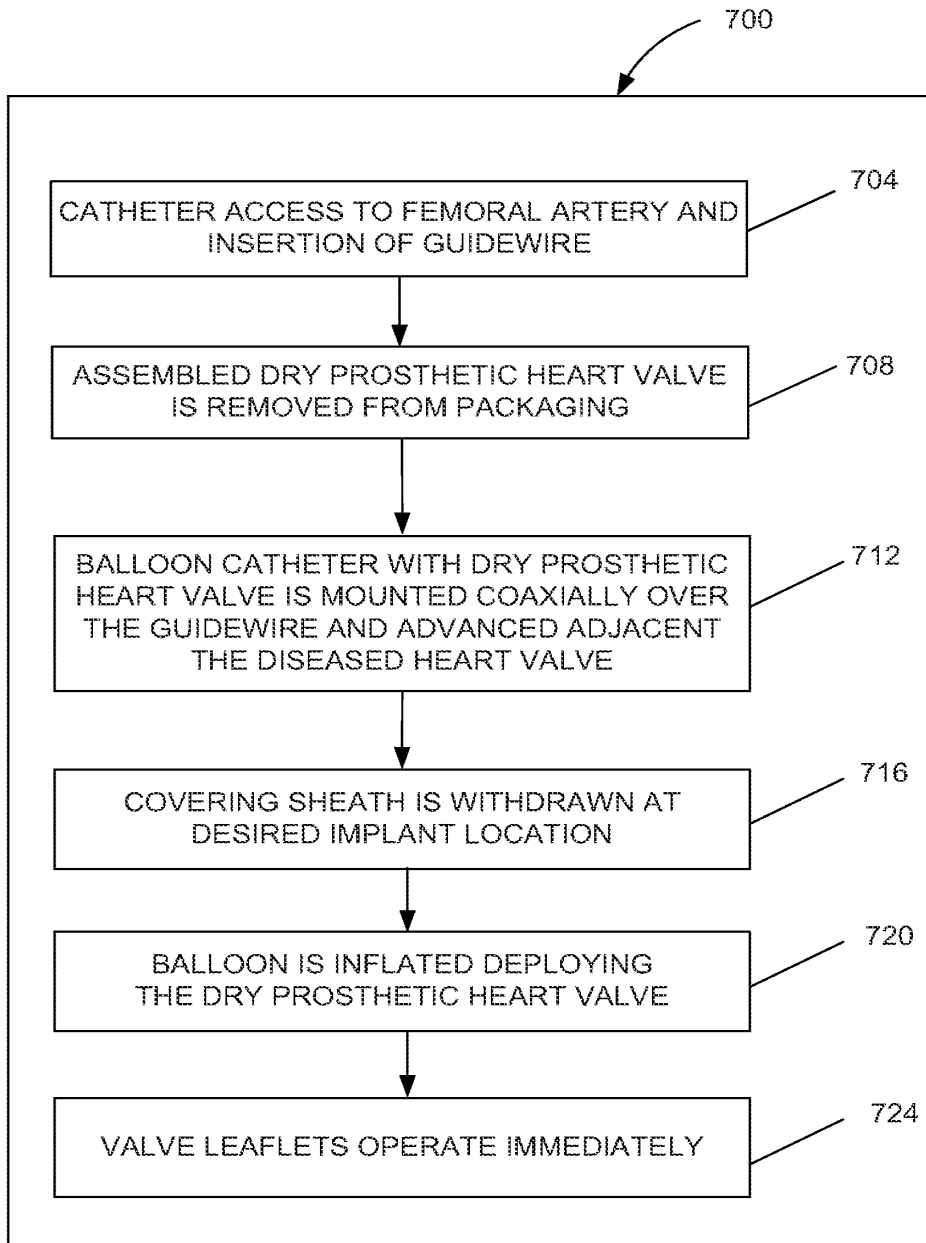 700
704
CATHETER ACCESS TO FEMORAL ARTERY AND
INSERTION OF GUIDEWIRE
708
ASSEMBLED DRY PROSTHETIC HEART VALVE
IS REMOVED FROM PACKAGING
712
BALLOON CATHETER WITH DRY PROSTHETIC
HEART VALVE IS MOUNTED COAXIALLY OVER
THE GUIDEWIRE AND ADVANCED ADJACENT
THE DISEASED HEART VALVE
716
COVERING SHEATH IS WITHDRAWN AT
DESIRED IMPLANT LOCATION
720
BALLOON IS INFLATED DEPLOYING
THE DRY PROSTHETIC HEART VALVE
724
VALVE LEAFLETS OPERATE IMMEDIATELY